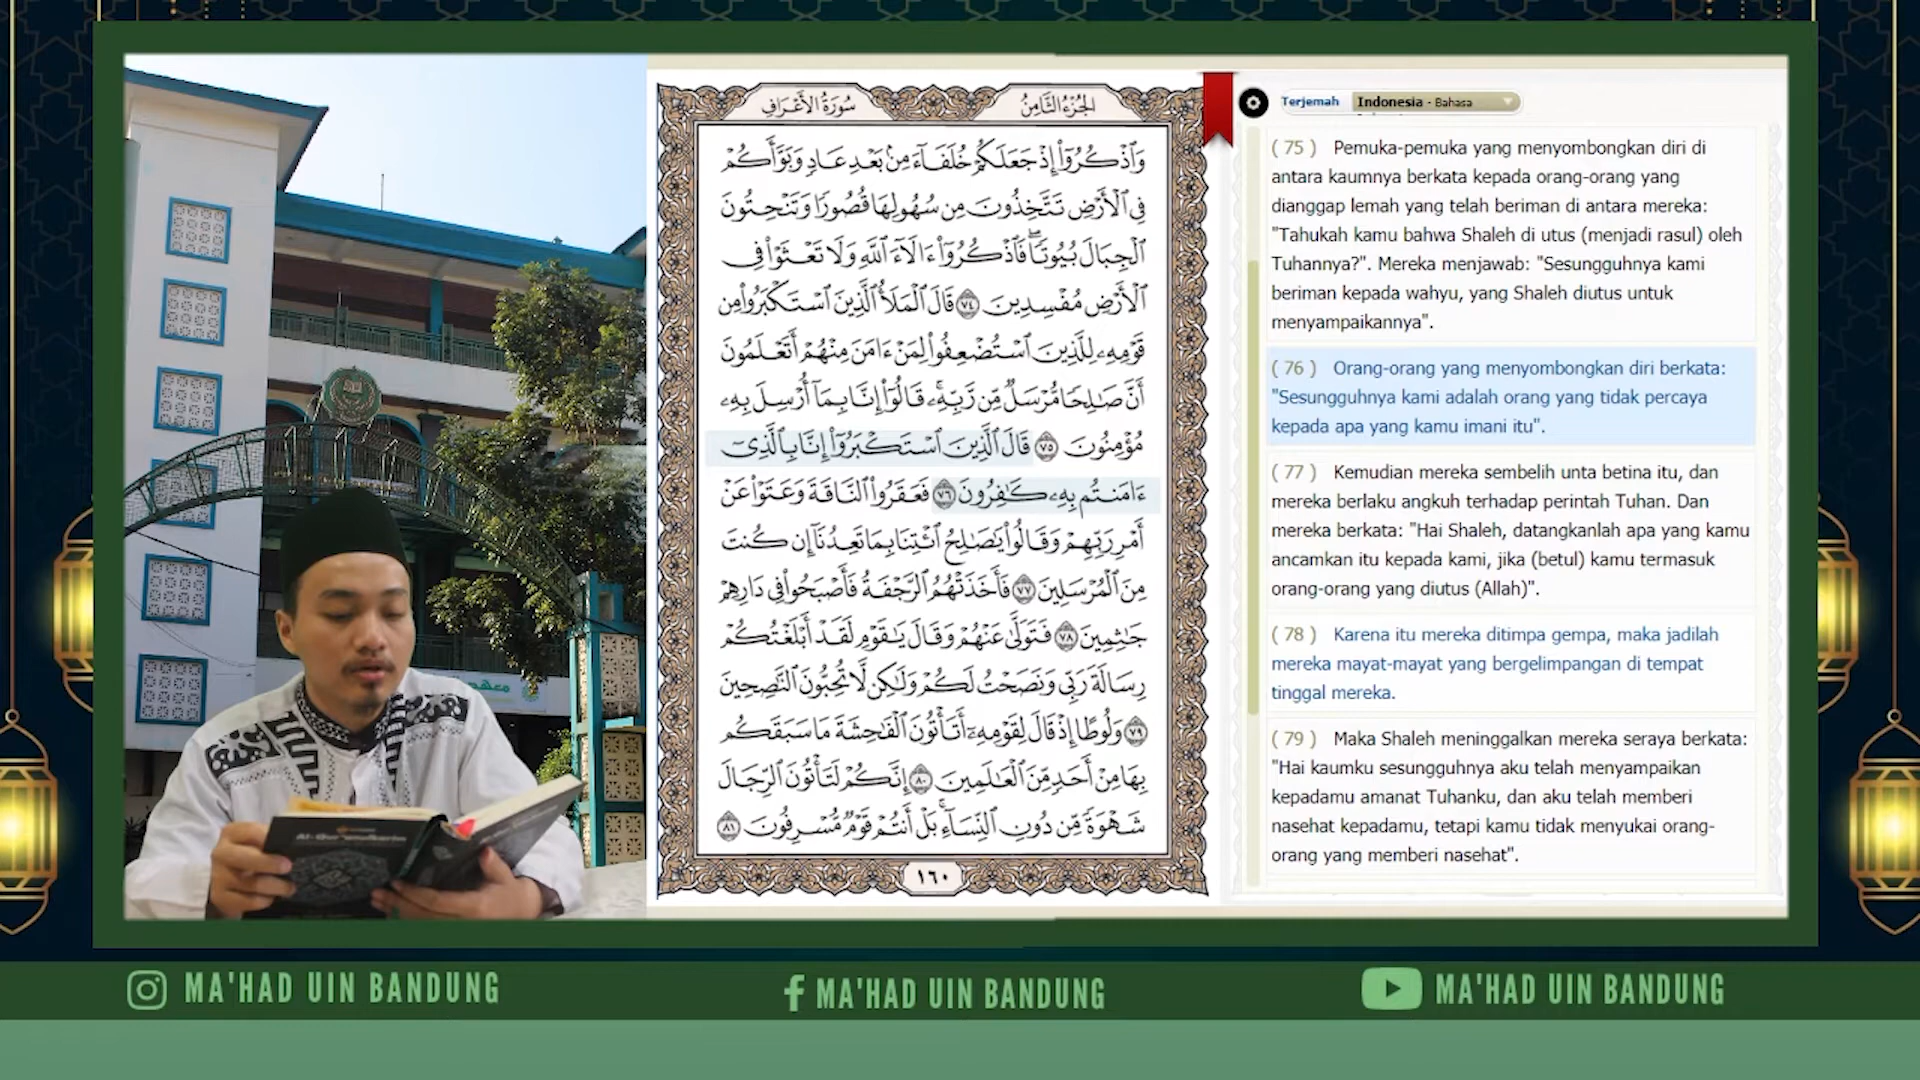 سُورَةُ الأَعۡرَافِ
الجُزۡءُ الثَّامِنُ
وَٱذۡكُرُوٓاْ إِذۡ جَعَلَكُمۡ خُلَفَآءَ مِنۢ بَعۡدِ عَادٖ وَبَوَّأَكُمۡ
فِي ٱلۡأَرۡضِ تَتَّخِذُونَ مِن سُهُولِهَا قُصُورٗا وَتَنۡحِتُونَ
ٱلۡجِبَالَ بُيُوتٗاۖ فَٱذۡكُرُوٓاْ ءَالَآءَ ٱللَّهِ وَلَا تَعۡثَوۡاْ فِي
ٱلۡأَرۡضِ مُفۡسِدِينَ ٧٤ قَالَ ٱلۡمَلَأُ ٱلَّذِينَ ٱسۡتَكۡبَرُواْ مِن
قَوۡمِهِۦ لِلَّذِينَ ٱسۡتُضۡعِفُواْ لِمَنۡ ءَامَنَ مِنۡهُمۡ أَتَعۡلَمُونَ
أَنَّ صَٰلِحٗا مُّرۡسَلٞ مِّن رَّبِّهِۦۚ قَالُوٓاْ إِنَّا بِمَآ أُرۡسِلَ بِهِۦ
مُؤۡمِنُونَ ٧٥ قَالَ ٱلَّذِينَ ٱسۡتَكۡبَرُوٓاْ إِنَّا بِٱلَّذِيٓ
ءَامَنتُم بِهِۦ كَٰفِرُونَ ٧٦ فَعَقَرُواْ ٱلنَّاقَةَ وَعَتَوۡاْ عَنۡ
أَمۡرِ رَبِّهِمۡ وَقَالُواْ يَٰصَٰلِحُ ٱئۡتِنَا بِمَا تَعِدُنَآ إِن كُنتَ
مِنَ ٱلۡمُرۡسَلِينَ ٧٧ فَأَخَذَتۡهُمُ ٱلرَّجۡفَةُ فَأَصۡبَحُواْ فِي دَارِهِمۡ
جَٰثِمِينَ ٧٨ فَتَوَلَّىٰ عَنۡهُمۡ وَقَالَ يَٰقَوۡمِ لَقَدۡ أَبۡلَغۡتُكُمۡ
رِسَالَةَ رَبِّي وَنَصَحۡتُ لَكُمۡ وَلَٰكِن لَّا تُحِبُّونَ ٱلنَّٰصِحِينَ
٧٩ وَلُوطًا إِذۡ قَالَ لِقَوۡمِهِۦٓ أَتَأۡتُونَ ٱلۡفَٰحِشَةَ مَا سَبَقَكُم
بِهَا مِنۡ أَحَدٖ مِّنَ ٱلۡعَٰلَمِينَ ٨٠ إِنَّكُمۡ لَتَأۡتُونَ ٱلرِّجَالَ
شَهۡوَةٗ مِّن دُونِ ٱلنِّسَآءِۚ بَلۡ أَنتُمۡ قَوۡمٞ مُّسۡرِفُونَ ٨١
١٦٠
Terjemah
Indonesia - Bahasa
( 75 ) Pemuka-pemuka yang menyombongkan diri di
antara kaumnya berkata kepada orang-orang yang
dianggap lemah yang telah beriman di antara mereka:
"Tahukah kamu bahwa Shaleh di utus (menjadi rasul) oleh
Tuhannya?". Mereka menjawab: "Sesungguhnya kami
beriman kepada wahyu, yang Shaleh diutus untuk
menyampaikannya".
( 76 ) Orang-orang yang menyombongkan diri berkata:
"Sesungguhnya kami adalah orang yang tidak percaya
kepada apa yang kamu imani itu".
( 77 ) Kemudian mereka sembelih unta betina itu, dan
mereka berlaku angkuh terhadap perintah Tuhan. Dan
mereka berkata: "Hai Shaleh, datangkanlah apa yang kamu
ancamkan itu kepada kami, jika (betul) kamu termasuk
orang-orang yang diutus (Allah)".
( 78 ) Karena itu mereka ditimpa gempa, maka jadilah
mereka mayat-mayat yang bergelimpangan di tempat
tinggal mereka.
( 79 ) Maka Shaleh meninggalkan mereka seraya berkata:
"Hai kaumku sesungguhnya aku telah menyampaikan
kepadamu amanat Tuhanku, dan aku telah memberi
nasehat kepadamu, tetapi kamu tidak menyukai orang-
orang yang memberi nasehat".
Al-Qur'anulkarim
MA'HAD UIN BANDUNG
MA'HAD UIN BANDUNG
MA'HAD UIN BANDUNG